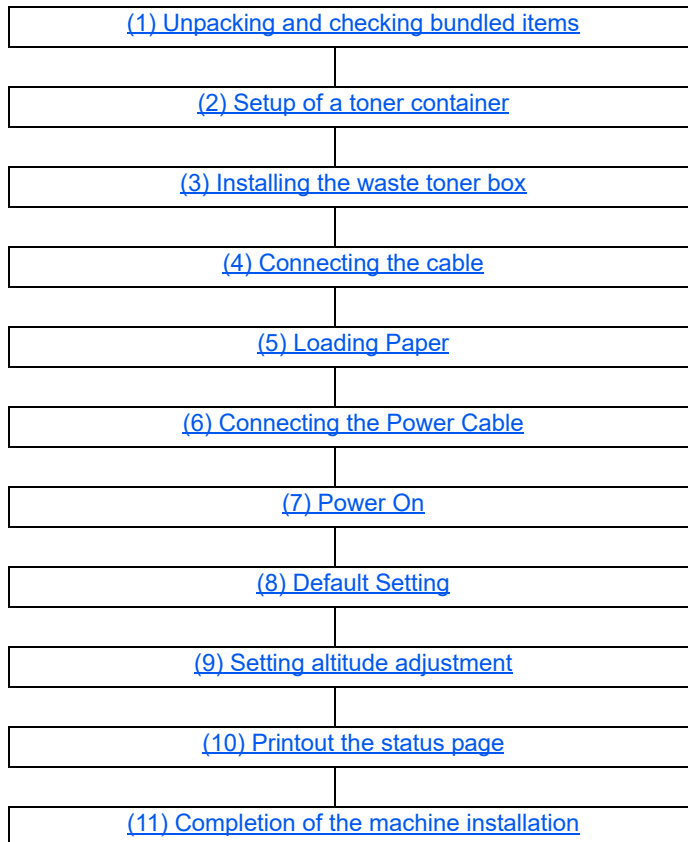 (1) Unpacking and checking bundled items
(2) Setup of a toner container
(3) Installing the waste toner box
(4) Connecting the cable
(5) Loading Paper
(6) Connecting the Power Cable
(7) Power On
(8) Default Setting
(9) Setting altitude adjustment
(10) Printout the status page
(11) Completion of the machine installation